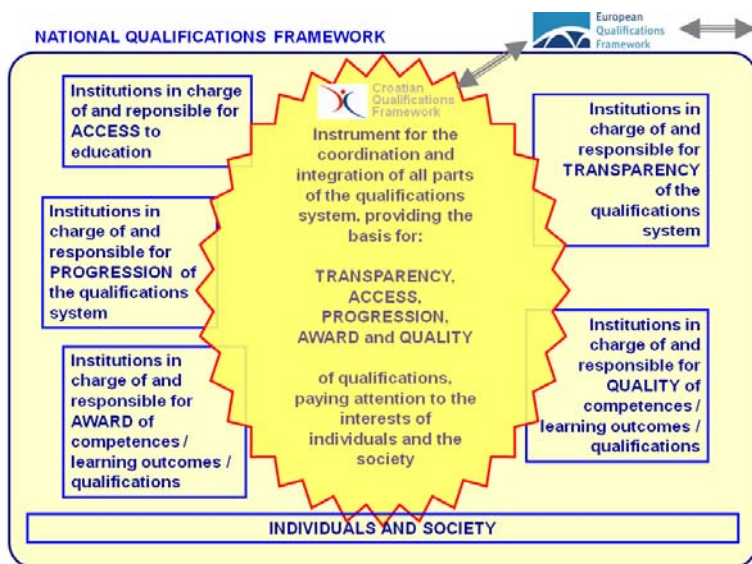 NATIONAL QUALIFICATIONS FRAMEWORK
European
Qualifications
Framework
Institutions in charge
of and reponsible for
ACCESS to
education
Institutions in
charge of and
responsible for
PROGRESSION of
the qualifications
system
Institutions in
charge of and
responsible for
AWARD of
competences /
learning outcomes /
qualifications
Croatian
Qualifications
Framework
Instrument for the
coordination and
integration of all parts
of the qualifications
system, providing the
basis for:
TRANSPARENCY,
ACCESS,
PROGRESSION,
AWARD and QUALITY
of qualifications,
paying attention to the
interests of
individuals and the
society
Institutions in
charge of and
responsible for
TRANSPARENCY
of the
qualifications
system
Institutions in
charge of and
responsible for
QUALITY of
competences /
learning outcomes /
qualifications
INDIVIDUALS AND SOCIETY